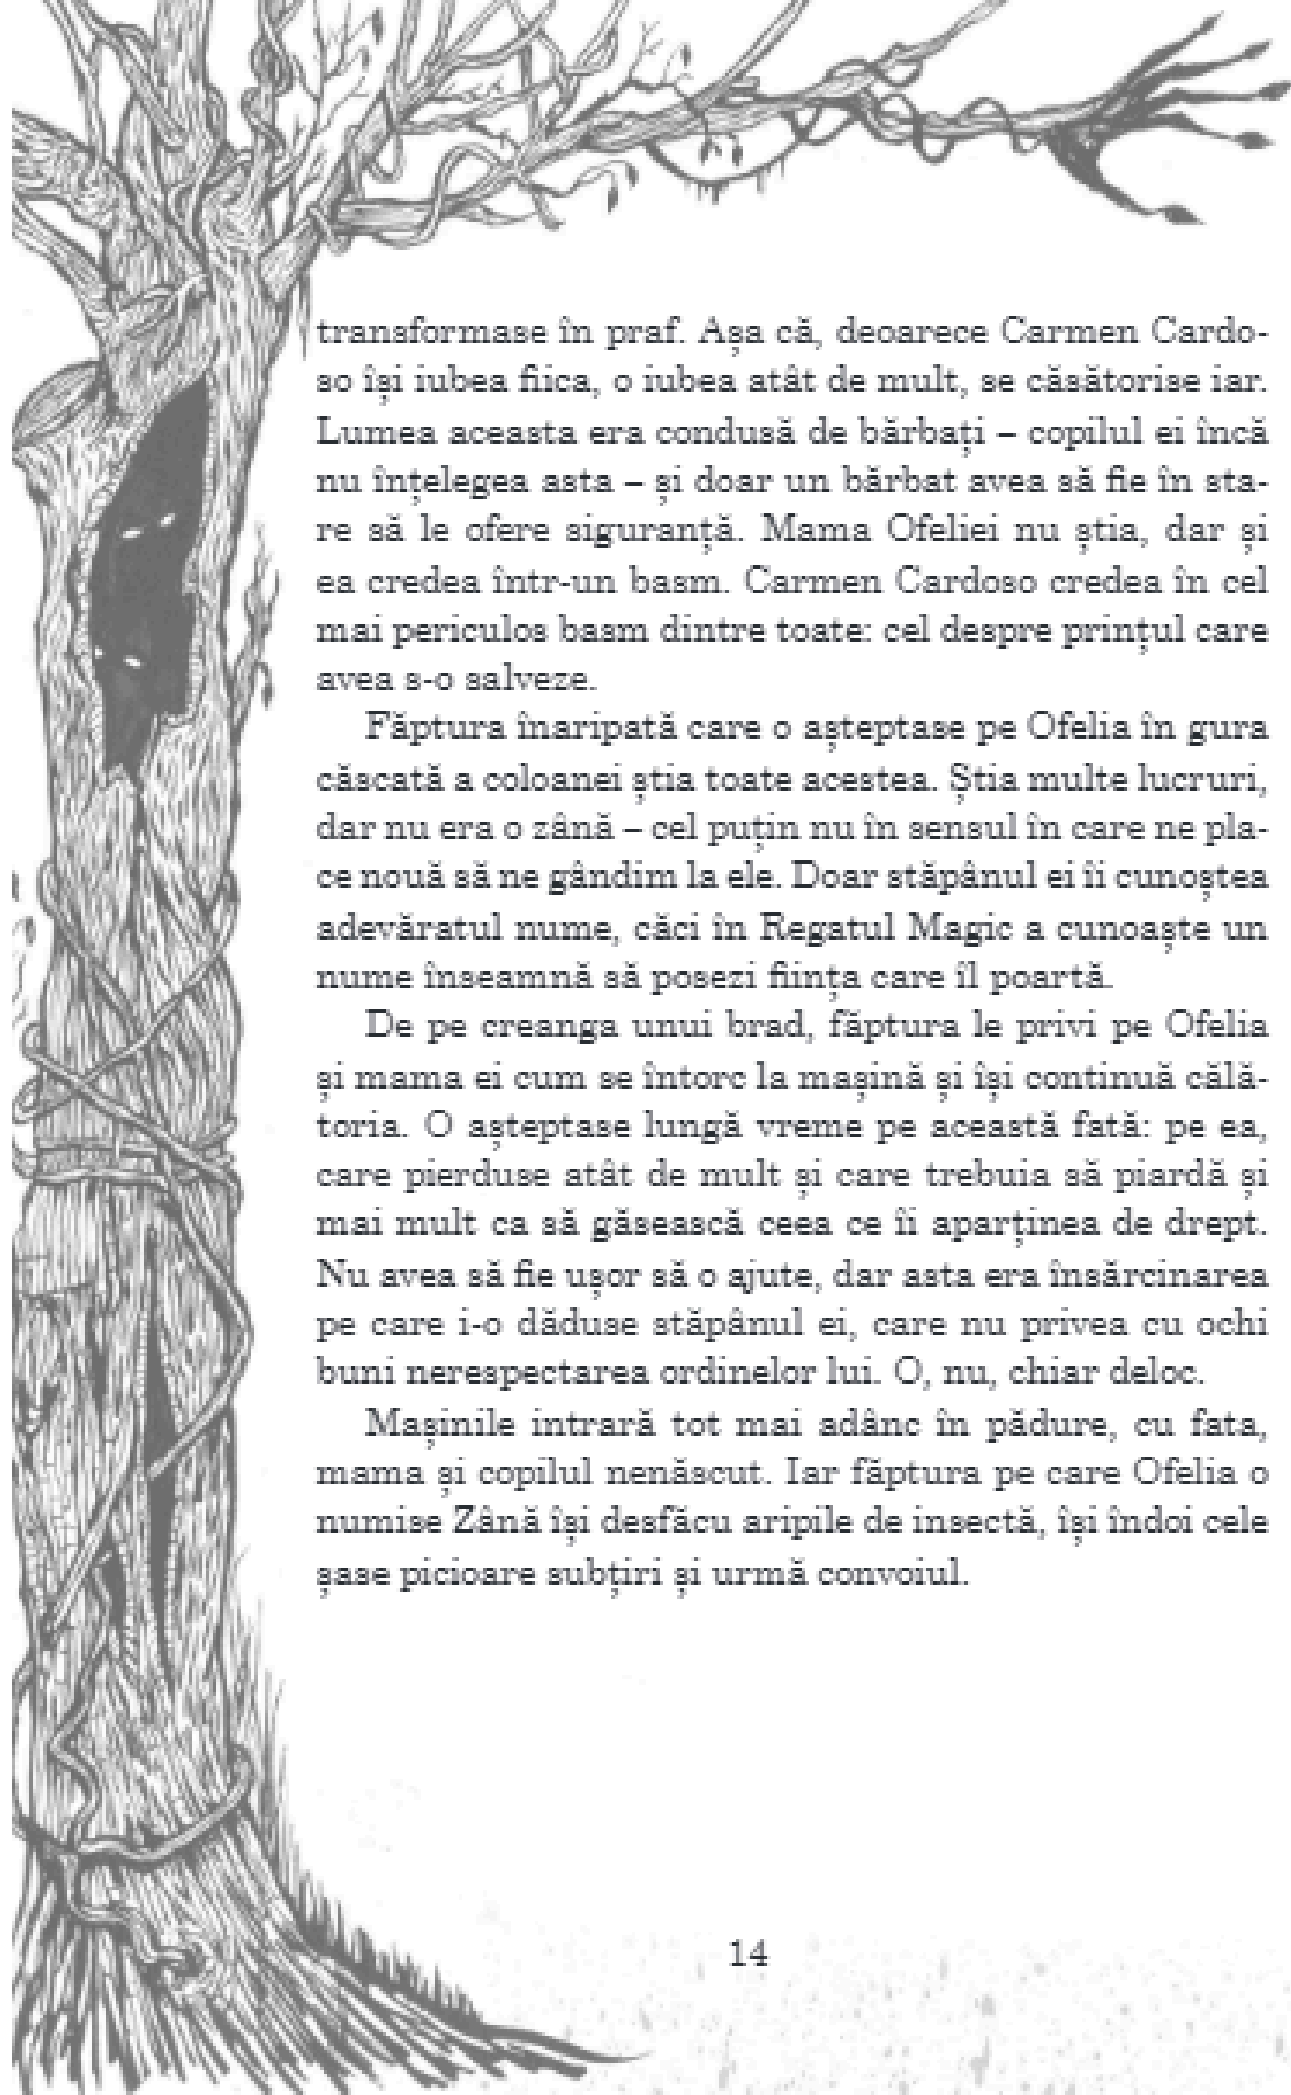 transformase în praf. Așa că, deoarece Carmen Cardo-
so își iubea fiica, o iubea atât de mult, se căsătorise iar.
Lumea aceasta era condusă de bărbați – copilul ei încă
nu înțelegea asta – și doar un bărbat avea să fie în sta-
re să le ofere siguranță. Mama Ofeliei nu știa, dar și
ea credea într-un basm. Carmen Cardoso credea în cel
mai periculos basm dintre toate: cel despre prințul care
avea s-o salveze.
Făptura înaripată care o așteptase pe Ofelia în gura
căscată a coloanei știa toate acestea. Știa multe lucruri,
dar nu era o zână – cel puțin nu în sensul în care ne pla-
ce nouă să ne gândim la ele. Doar stăpânul ei îi cunoștea
adevăratul nume, căci în Regatul Magic a cunoaște un
nume înseamnă să posezi ființa care îl poartă.
De pe creanga unui brad, făptura le privi pe Ofelia
și mama ei cum se întorc la mașină și își continuă călă-
toria. O așteptase lungă vreme pe această fată: pe ea,
care pierduse atât de mult și care trebuia să piardă și
mai mult ca să găsească ceea ce îi aparținea de drept.
Nu avea să fie ușor să o ajute, dar asta era însărcinarea
pe care i-o dăduse stăpânul ei, care nu privea cu ochi
buni nerespectarea ordinelor lui. O, nu, chiar deloc.
Mașinile intrară tot mai adânc în pădure, cu fata,
mama și copilul nenăscut. Iar făptura pe care Ofelia o
numise Zână își desfăcu aripile de insectă, își îndoi cele
șase picioare subțiri și urmă convoiul.
14